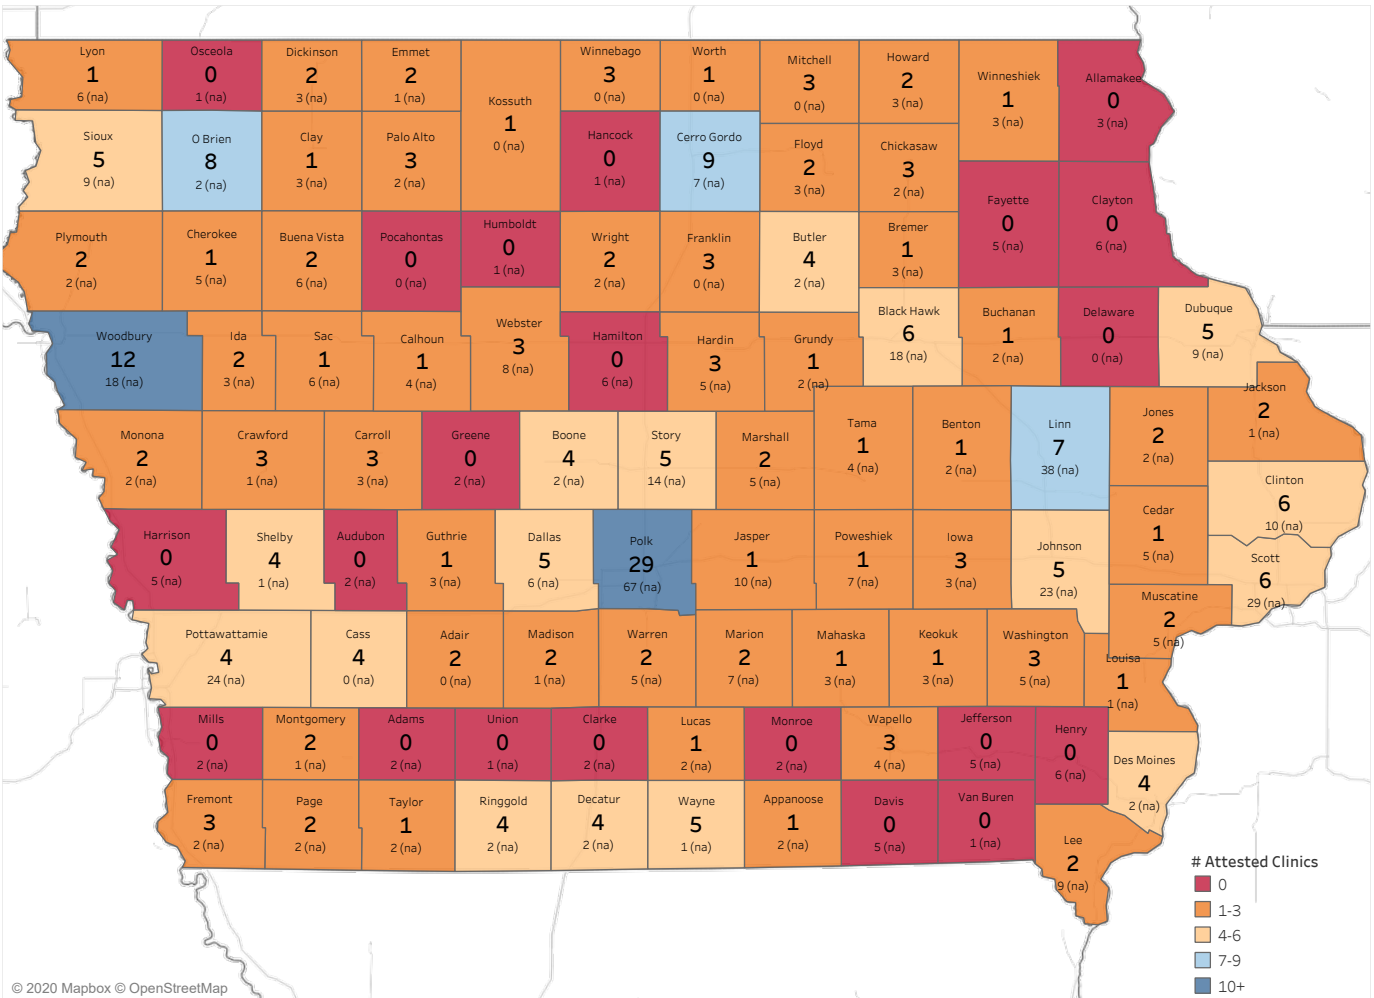 Lyon
1
6 (na)
Osceola
0
1 (na)
Dickinson
2
3 (na)
Emmet
2
1 (na)
Kossuth
1
0 (na)
Winnebago
3
0 (na)
Worth
1
0 (na)
Mitchell
3
0 (na)
Howard
2
3 (na)
Winneshiek
1
3 (na)
Allamakee
0
3 (na)
Sioux
5
9 (na)
O Brien
8
2 (na)
Clay
1
3 (na)
Palo Alto
3
2 (na)
Hancock
0
1 (na)
Cerro Gordo
9
7 (na)
Floyd
2
3 (na)
Chickasaw
3
2 (na)
Fayette
0
5 (na)
Clayton
0
6 (na)
Plymouth
2
2 (na)
Cherokee
1
5 (na)
Buena Vista
2
6 (na)
Pocahontas
0
0 (na)
Humboldt
0
1 (na)
Wright
2
2 (na)
Franklin
3
0 (na)
Butler
4
2 (na)
Bremer
1
3 (na)
Woodbury
12
18 (na)
Ida
2
3 (na)
Sac
1
6 (na)
Calhoun
1
4 (na)
Webster
3
8 (na)
Hamilton
0
6 (na)
Hardin
3
5 (na)
Grundy
1
2 (na)
Black Hawk
6
18 (na)
Buchanan
1
2 (na)
Delaware
0
0 (na)
Dubuque
5
9 (na)
Jackson
2
1 (na)
Monona
2
2 (na)
Crawford
3
1 (na)
Carroll
3
3 (na)
Greene
0
2 (na)
Boone
4
2 (na)
Story
5
14 (na)
Marshall
2
5 (na)
Tama
1
4 (na)
Benton
1
2 (na)
Linn
7
38 (na)
Jones
2
2 (na)
Clinton
6
10 (na)
Harrison
0
5 (na)
Shelby
4
1 (na)
Audubon
0
2 (na)
Guthrie
1
3 (na)
Dallas
5
6 (na)
Polk
29
67 (na)
Jasper
1
10 (na)
Poweshiek
1
7 (na)
Iowa
3
3 (na)
Johnson
5
23 (na)
Cedar
1
5 (na)
Scott
6
29 (na)
Muscatine
2
5 (na)
Pottawattamie
4
24 (na)
Cass
4
0 (na)
Adair
2
0 (na)
Madison
2
1 (na)
Warren
2
5 (na)
Marion
2
7 (na)
Mahaska
1
3 (na)
Keokuk
1
3 (na)
Washington
3
5 (na)
Louisa
1
1 (na)
Mills
0
2 (na)
Montgomery
2
1 (na)
Adams
0
2 (na)
Union
0
1 (na)
Clarke
0
2 (na)
Lucas
1
2 (na)
Monroe
0
2 (na)
Wapello
3
4 (na)
Jefferson
0
5 (na)
Henry
0
6 (na)
Des Moines
4
2 (na)
Fremont
3
2 (na)
Page
2
2 (na)
Taylor
1
2 (na)
Ringgold
4
2 (na)
Decatur
4
2 (na)
Wayne
5
1 (na)
Appanoose
1
2 (na)
Davis
0
5 (na)
Van Buren
0
1 (na)
Lee
2
9 (na)
# Attested Clinics
0
1-3
4-6
7-9
10+
© 2020 Mapbox © OpenStreetMap